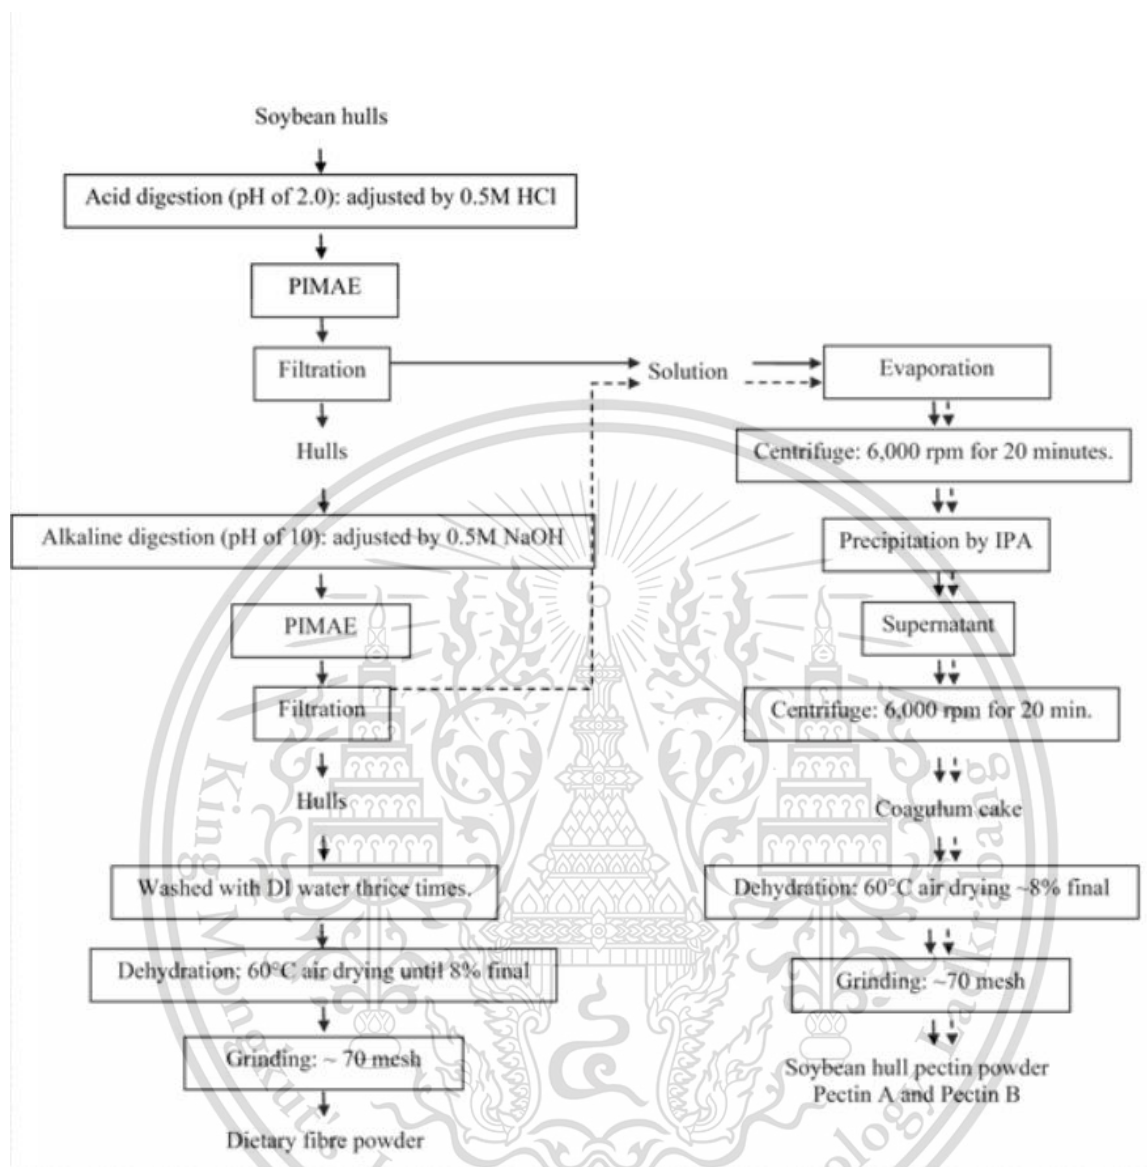 Soybean hulls
Acid digestion (pH of 2.0): adjusted by 0.5M HCl
PIMAE
Filtration
Hulls
Alkaline digestion (pH of 10): adjusted by 0.5M NaOH
PIMAE
Filtration
Hulls
Washed with DI water thrice times.
Dehydration: 60°C air drying until 8% final
Grinding: ~ 70 mesh
Dietary fibre powder
Solution
Evaporation
Centrifuge: 6,000 rpm for 20 minutes.
Precipitation by IPA
Supernatant
Centrifuge: 6,000 rpm for 20 min.
Coagulum cake
Dehydration: 60°C air drying ~8% final
Grinding: ~70 mesh
Soybean hull pectin powder
Pectin A and Pectin B
King Mongkut's
Ladkrabang